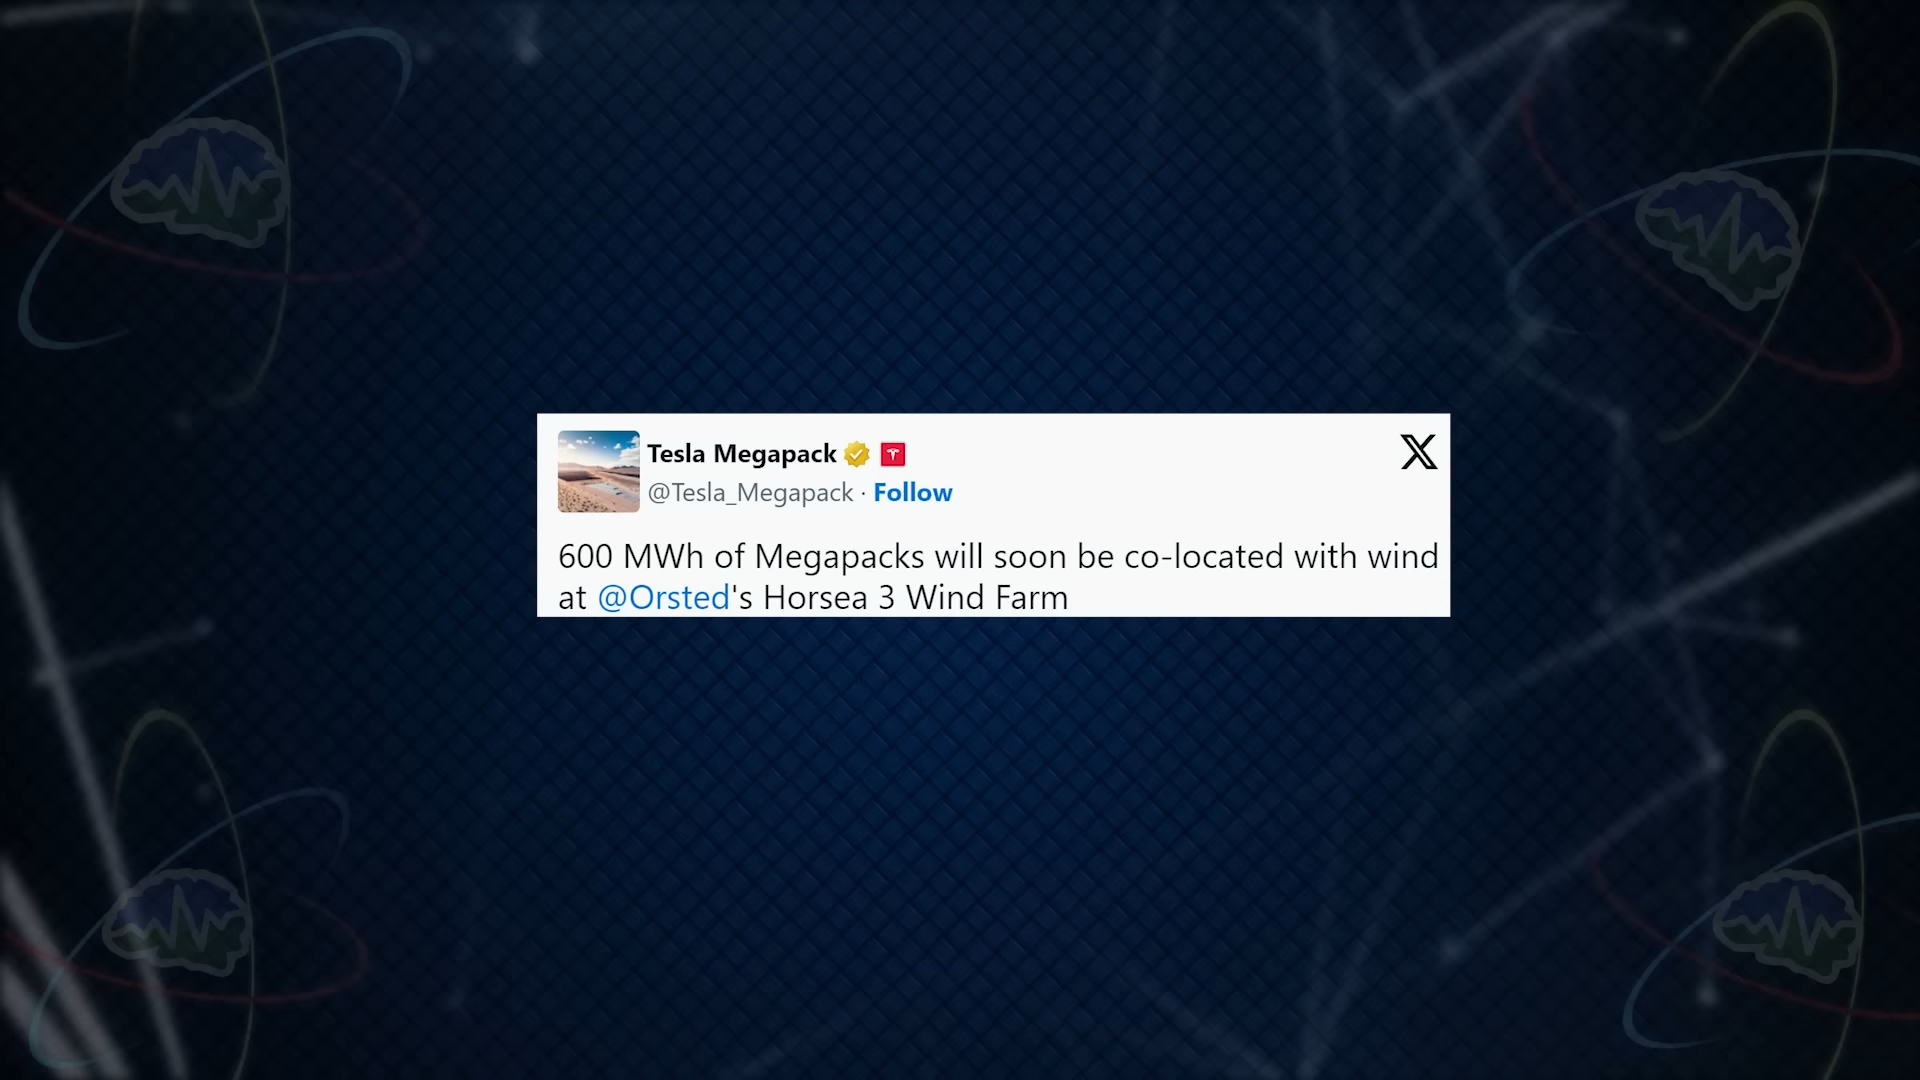 Tesla Megapack
@Tesla_Megapack · Follow
600 MWh of Megapacks will soon be co-located with wind
at @Orsted's Horsea 3 Wind Farm